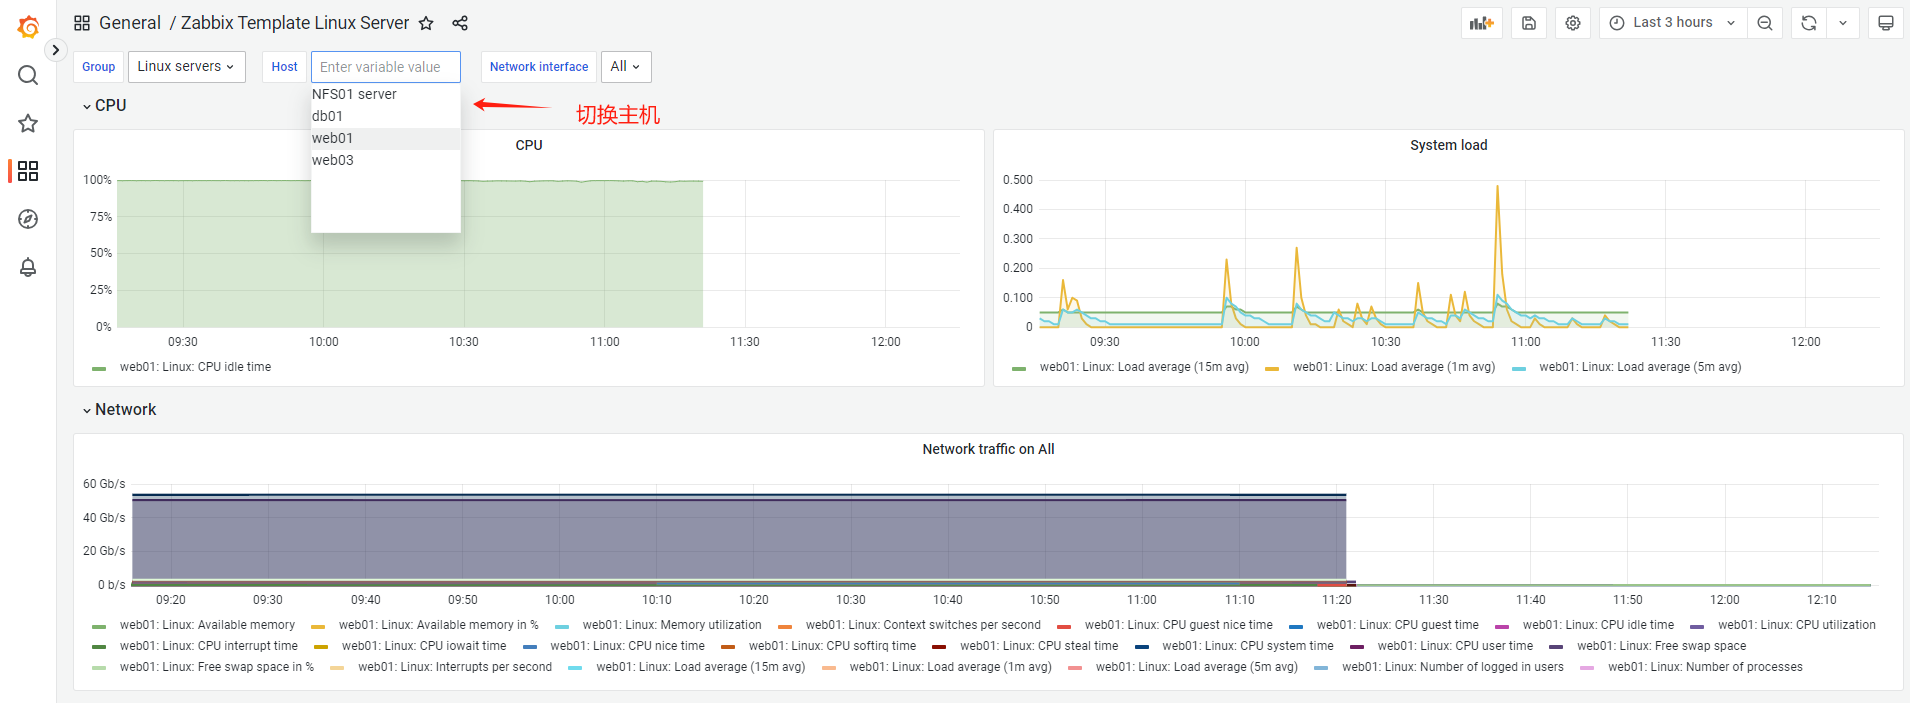 General / Zabbix Template Linux Server
Last 3 hours
Group Linux servers Host Enter variable value Network interface All
NFS01 server
db01
web01
web03
切换主机
CPU
CPU
100%
75%
50%
25%
0%
09:30 10:00 10:30 11:00 11:30 12:00
web01: Linux: CPU idle time
System load
0.500
0.400
0.300
0.200
0.100
0
09:30 10:00 10:30 11:00 11:30 12:00
web01: Linux: Load average (15m avg) web01: Linux: Load average (1m avg) web01: Linux: Load average (5m avg)
Network
Network traffic on All
60 Gb/s
40 Gb/s
20 Gb/s
0 b/s
09:20 09:30 09:40 09:50 10:00 10:10 10:20 10:30 10:40 10:50 11:00 11:10 11:20 11:30 11:40 11:50 12:00 12:10
web01: Linux: Available memory web01: Linux: Available memory in % web01: Linux: Memory utilization web01: Linux: Context switches per second web01: Linux: CPU guest nice time web01: Linux: CPU guest time web01: Linux: CPU idle time web01: Linux: CPU utilization
web01: Linux: CPU interrupt time web01: Linux: CPU iowait time web01: Linux: CPU nice time web01: Linux: CPU softirq time web01: Linux: CPU steal time web01: Linux: CPU system time web01: Linux: CPU user time web01: Linux: Free swap space
web01: Linux: Free swap space in % web01: Linux: Interrupts per second web01: Linux: Load average (15m avg) web01: Linux: Load average (1m avg) web01: Linux: Load average (5m avg) web01: Linux: Number of logged in users web01: Linux: Number of processes